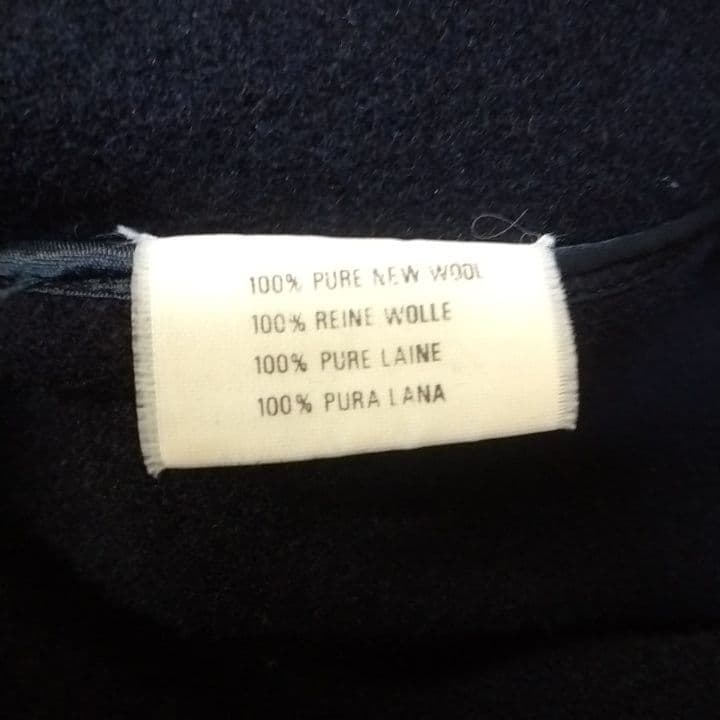 100% PURE NEW WOOL
100% REINE WOLLE
100% PURE LAINE
100% PURA LANA